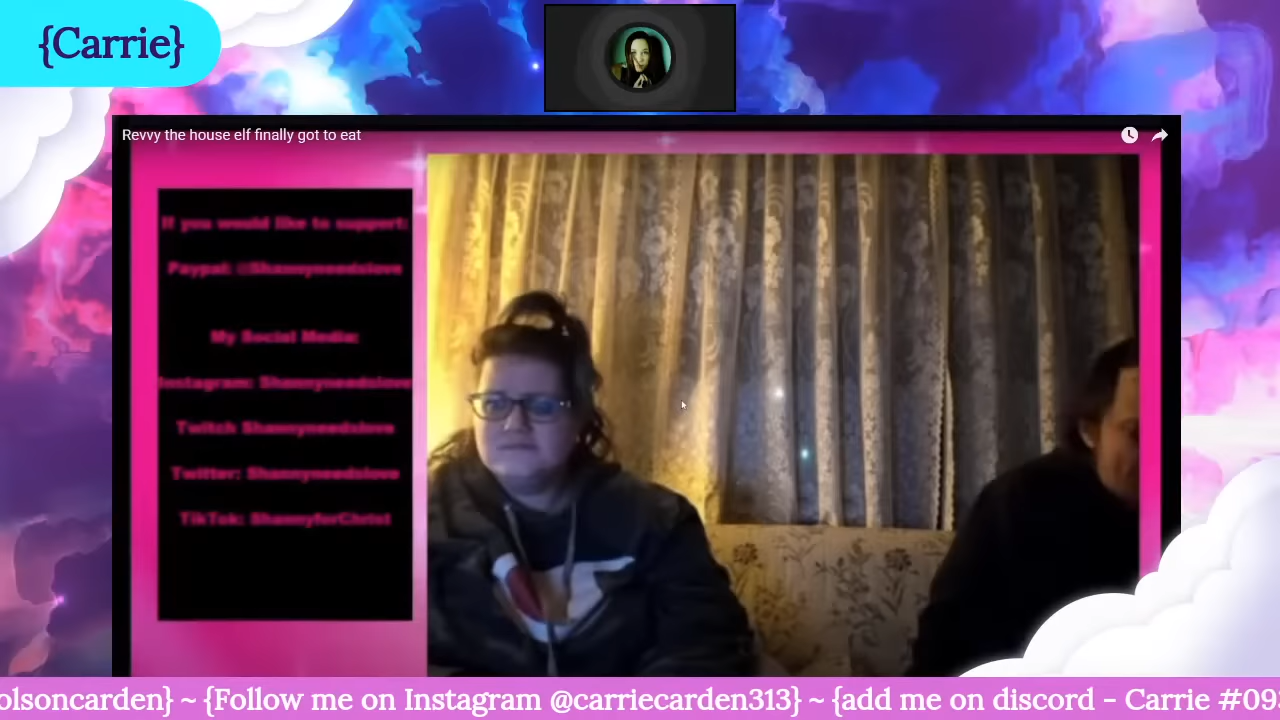 {Carrie}
Revvy the house elf finally got to eat
If you would like to support:
Paypal: @Shannyneedslove
My Social Media:
Instagram: Shannyneedslove
Twitch Shannyneedslove
Twitter: Shannyneedslove
TikTok: ShannyforChrist
olsoncarden} ~ {Follow me on Instagram @carriecarden313} ~ {add me on discord - Carrie #093